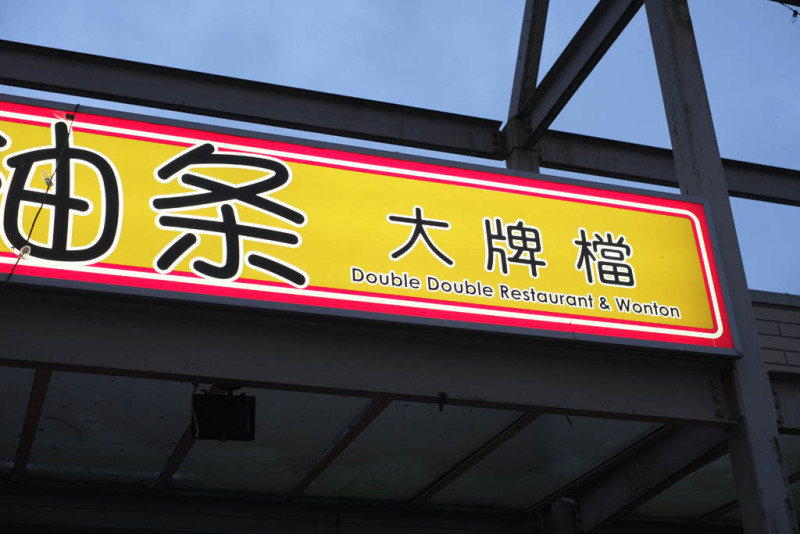 油条 大牌檔
Double Double Restaurant & Wonton